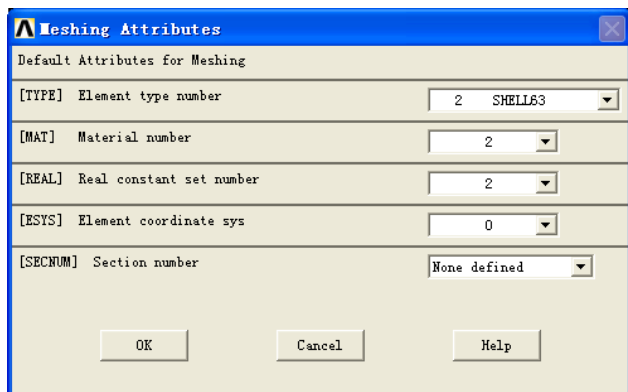 Meshing Attributes
Default Attributes for Meshing
[TYPE] Element type number 2 SHELL63
[MAT] Material number 2
[REAL] Real constant set number 2
[ESYS] Element coordinate sys 0
[SECNUM] Section number None defined
OK Cancel Help